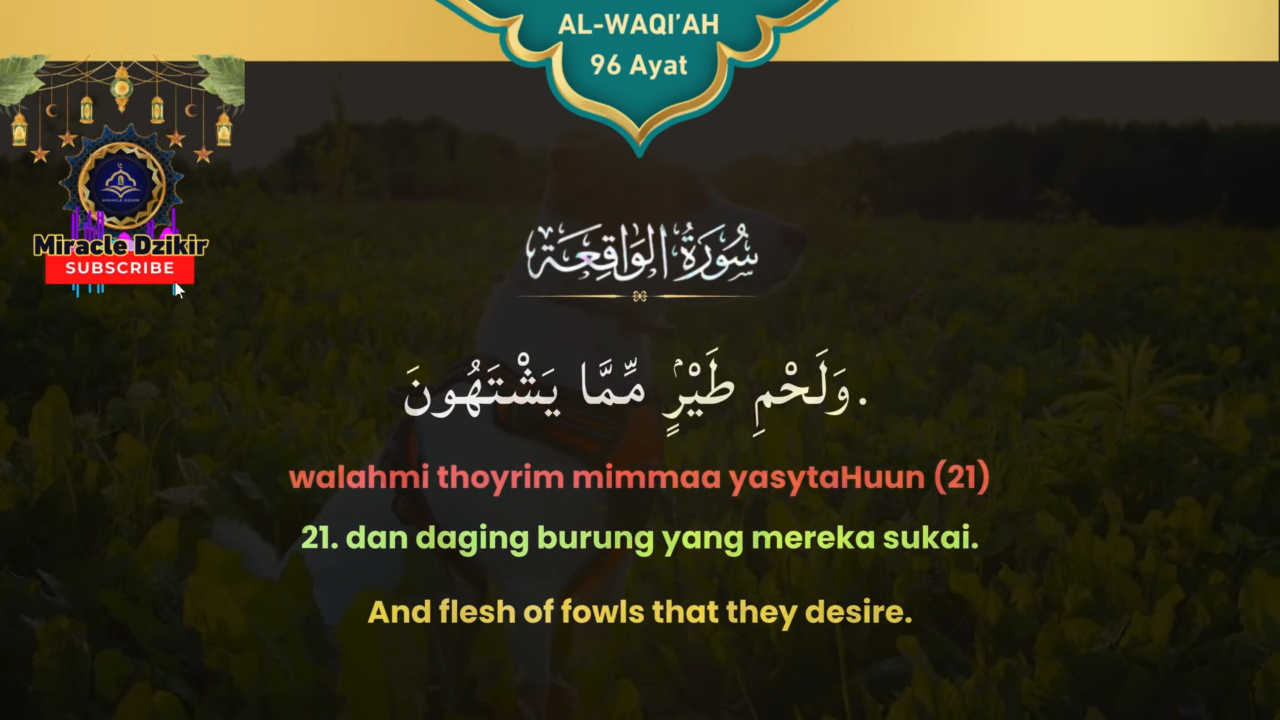 AL-WAQI’AH
96 Ayat
Miracle Dzikir
SUBSCRIBE
سُورَةُ الوَاقِعَة
وَلَحْمِ طَيْرٍۢ مِّمَّا يَشْتَهُونَ.
walahmi thoyrim mimmaa yasytaHuun (21)
21. dan daging burung yang mereka sukai.
And flesh of fowls that they desire.